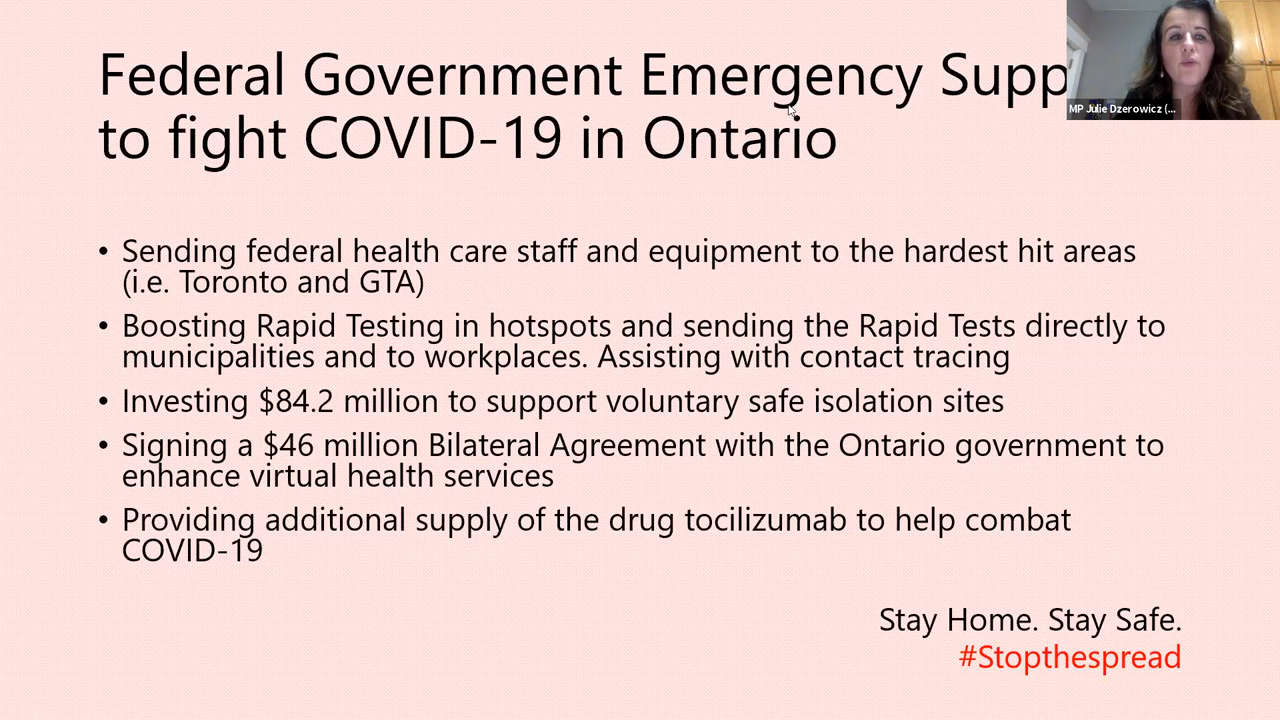 Federal Government Emergency Supp
to fight COVID-19 in Ontario
MP Julie Dzerowicz (...
• Sending federal health care staff and equipment to the hardest hit areas
(i.e. Toronto and GTA)
• Boosting Rapid Testing in hotspots and sending the Rapid Tests directly to
municipalities and to workplaces. Assisting with contact tracing
• Investing $84.2 million to support voluntary safe isolation sites
• Signing a $46 million Bilateral Agreement with the Ontario government to
enhance virtual health services
• Providing additional supply of the drug tocilizumab to help combat
COVID-19
Stay Home. Stay Safe.
#Stopthespread